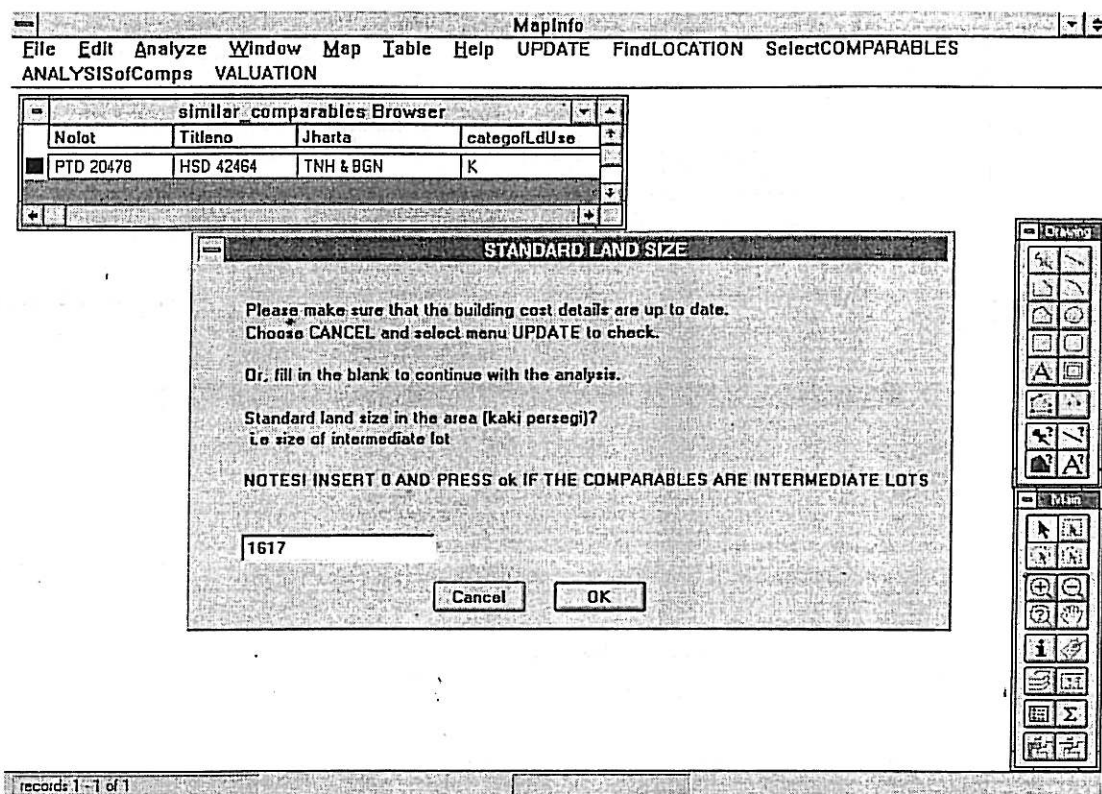 MapInfo
File Edit Analyze Window Map Table Help UPDATE FindLOCATION SelectCOMPARABLES
ANALYSISofComps VALUATION
similar_comparables Browser
Nolot Titleno Jharta categofLdUse
PTD 20478 HSD 42464 TNH & BGN K
STANDARD LAND SIZE
Please make sure that the building cost details are up to date.
Choose CANCEL and select menu UPDATE to check.
Or, fill in the blank to continue with the analysis.
Standard land size in the area (kaki persegi)?
i.e size of intermediate lot
NOTES! INSERT 0 AND PRESS ok IF THE COMPARABLES ARE INTERMEDIATE LOTS
1617
Cancel OK
Drawing
Main
records 1 - 1 of 1